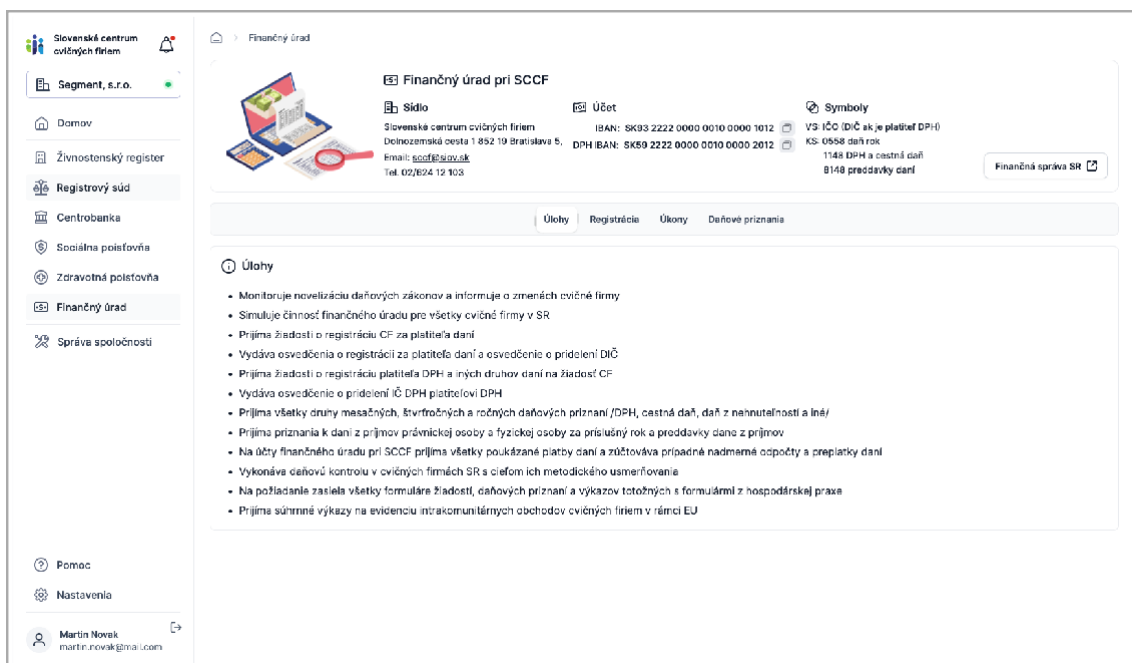 Slovenské centrum
cvičných firiem
Segment, s.r.o.
Domov
Živnostenský register
Registrový súd
Centrobanka
Sociálna poisťovňa
Zdravotná poisťovňa
Finančný úrad
Správa spoločnosti
Pomoc
Nastavenia
Martin Novak
martin.novak@mail.com
Finančný úrad
Finančný úrad pri SCCF
Sídlo
Slovenské centrum cvičných firiem
Dolnozemská cesta 1 852 19 Bratislava 5,
Email: sccf@siov.sk
Tel. 02/624 12 103
Účet
IBAN: SK93 2222 0000 0010 0000 1012
DPH IBAN: SK59 2222 0000 0010 0000 2012
Symboly
VS: IČO (DIČ ak je platiteľ DPH)
KS: 0558 daň rok
1148 DPH a cestná daň
8148 preddavky daní
Finančná správa SR
Úlohy Registrácia Úkony Daňové priznania
Úlohy
• Monitoruje novelizáciu daňových zákonov a informuje o zmenách cvičné firmy
• Simuluje činnosť finančného úradu pre všetky cvičné firmy v SR
• Prijíma žiadosti o registráciu CF za platiteľa daní
• Vydáva osvedčenia o registrácii za platiteľa daní a osvedčenie o pridelení DIČ
• Prijíma žiadosti o registráciu platiteľa DPH a iných druhov daní na žiadosť CF
• Vydáva osvedčenie o pridelení IČ DPH platiteľovi DPH
• Prijíma všetky druhy mesačných, štvrťročných a ročných daňových priznaní /DPH, cestná daň, daň z nehnuteľností a iné/
• Prijíma priznania k dani z príjmov právnickej osoby a fyzickej osoby za príslušný rok a preddavky dane z príjmov
• Na účty finančného úradu pri SCCF prijíma všetky poukázané platby daní a zúčtováva prípadné nadmerné odpočty a preplatky daní
• Vykonáva daňovú kontrolu v cvičných firmách SR s cieľom ich metodického usmerňovania
• Na požiadanie zasiela všetky formuláre žiadostí, daňových priznaní a výkazov totožných s formulármi z hospodárskej praxe
• Prijíma súhrnné výkazy na evidenciu intrakomunitárnych obchodov cvičných firiem v rámci EU